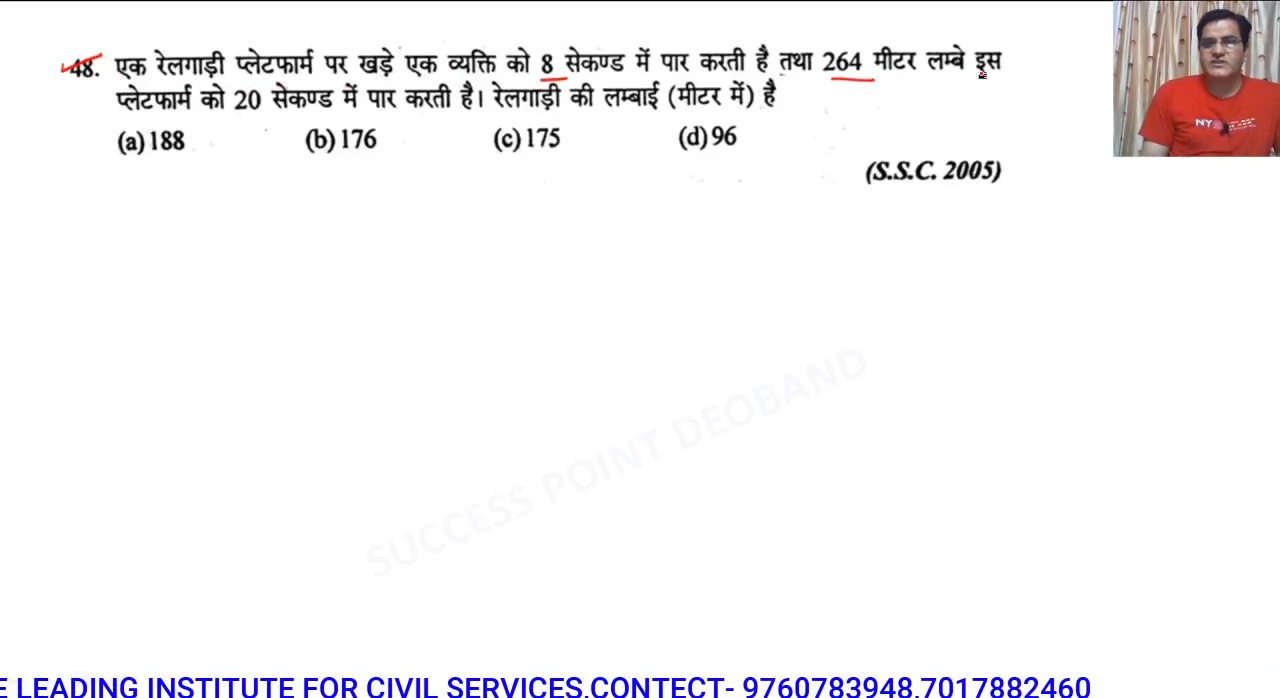 48. एक रेलगाड़ी प्लेटफार्म पर खड़े एक व्यक्ति को 8 सेकण्ड में पार करती है तथा 264 मीटर लम्बे इस
प्लेटफार्म को 20 सेकण्ड में पार करती है। रेलगाड़ी की लम्बाई (मीटर में) है
(a) 188 (b) 176 (c) 175 (d) 96
(S.S.C. 2005)
SUCCESS POINT DEOBAND
E LEADING INSTITUTE FOR CIVIL SERVICES,CONTECT- 9760783948,7017882460